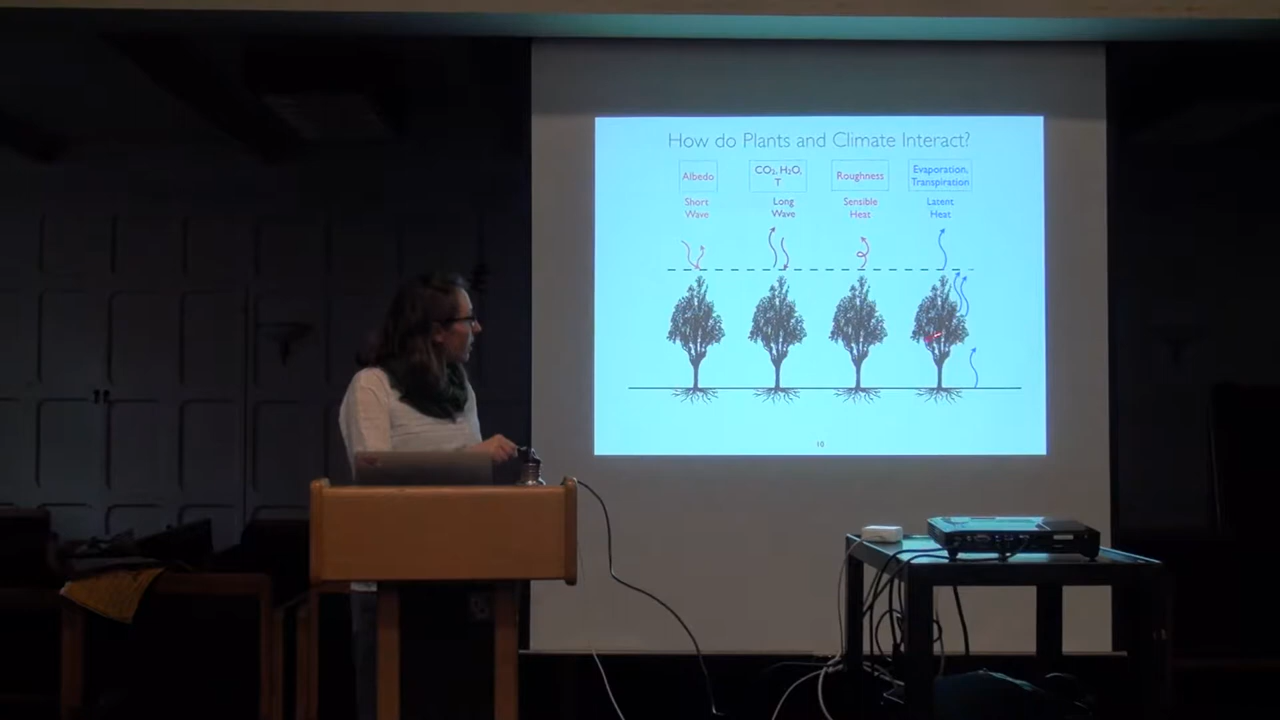 How do Plants and Climate Interact?
Albedo
CO₂, H₂O,
T
Roughness
Evaporation,
Transpiration
Short
Wave
Long
Wave
Sensible
Heat
Latent
Heat
10